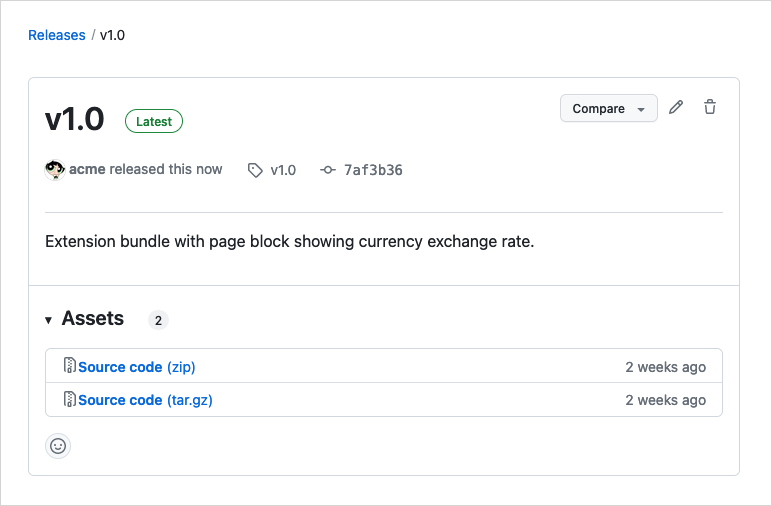 Releases / v1.0
v1.0 Latest Compare
acme released this now v1.0 7af3b36
Extension bundle with page block showing currency exchange rate.
Assets 2
Source code (zip) 2 weeks ago
Source code (tar.gz) 2 weeks ago